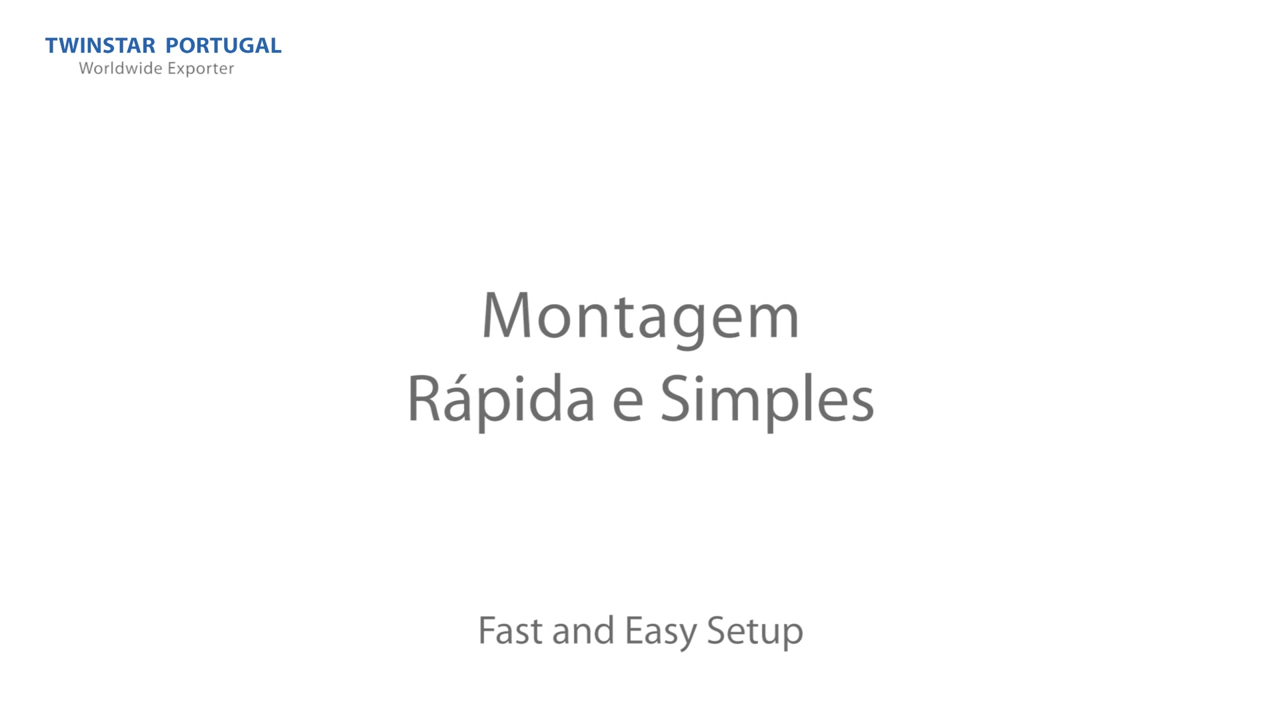 TWINSTAR PORTUGAL
Worldwide Exporter
Montagem
Rápida e Simples
Fast and Easy Setup